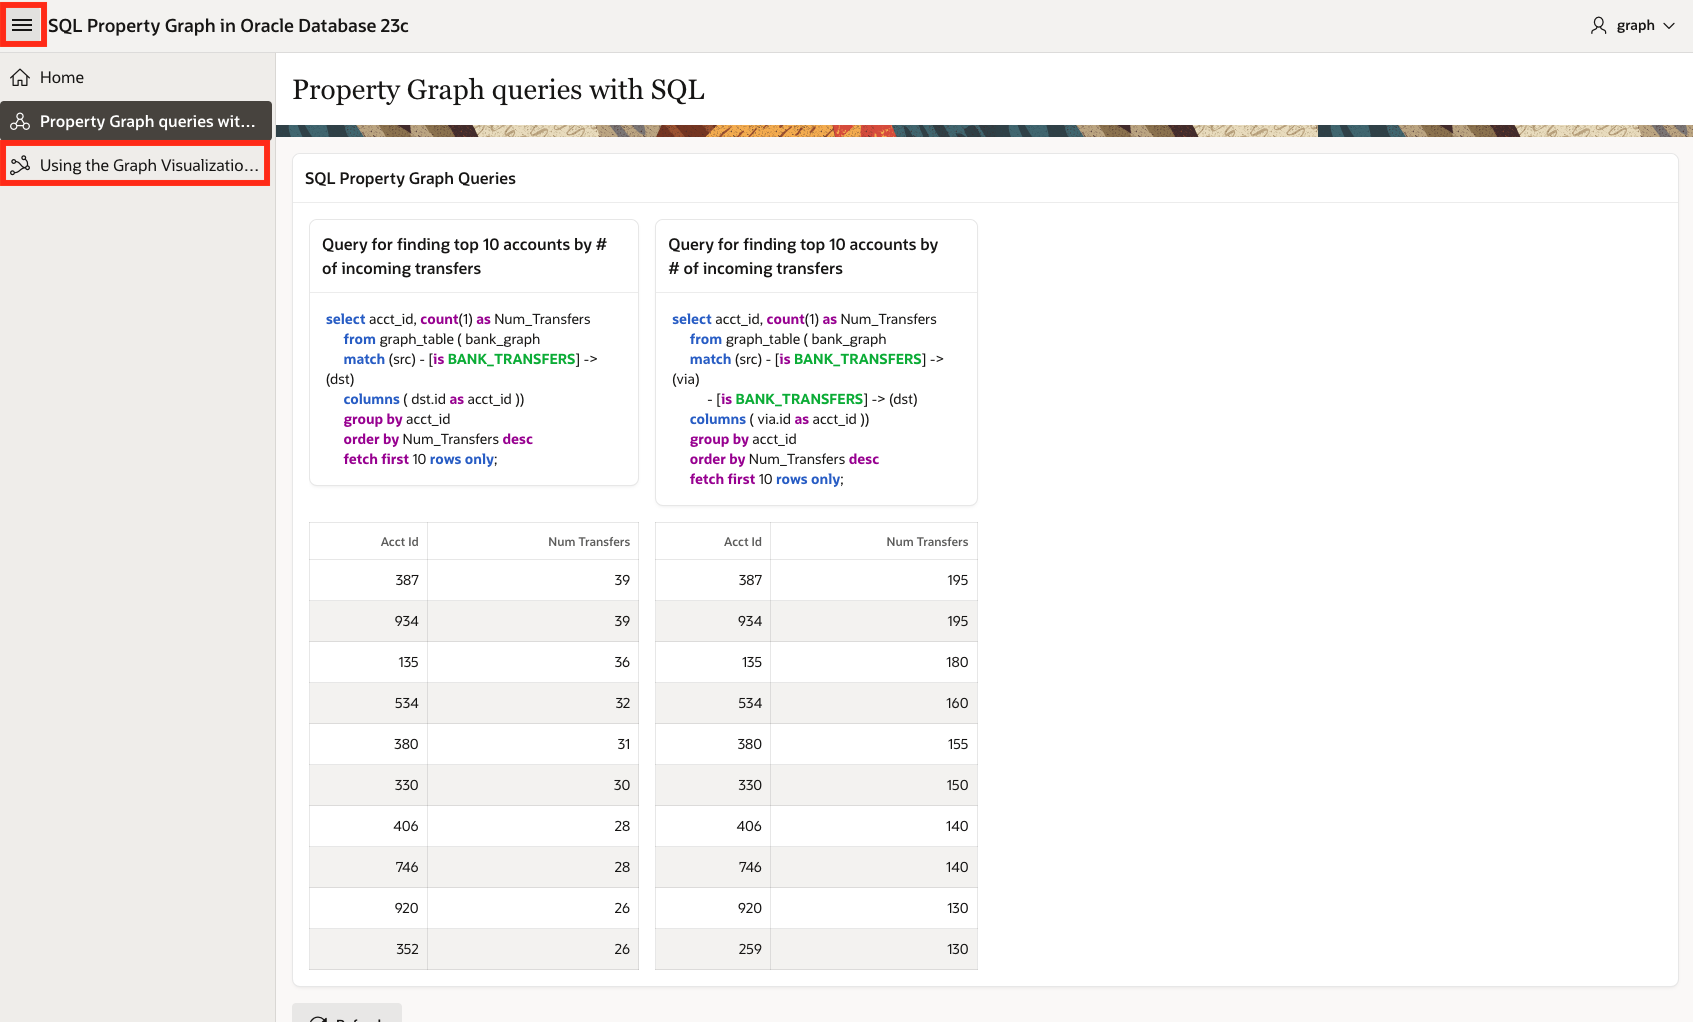 SQL Property Graph in Oracle Database 23c
graph
Home
Property Graph queries wit...
Using the Graph Visualizatio...
Property Graph queries with SQL
SQL Property Graph Queries
Query for finding top 10 accounts by #
of incoming transfers
select acct_id, count(1) as Num_Transfers
from graph_table ( bank_graph
match (src) - [is BANK_TRANSFERS] ->
(dst)
columns ( dst.id as acct_id ))
group by acct_id
order by Num_Transfers desc
fetch first 10 rows only;
Query for finding top 10 accounts by
# of incoming transfers
select acct_id, count(1) as Num_Transfers
from graph_table ( bank_graph
match (src) - [is BANK_TRANSFERS] ->
(via)
- [is BANK_TRANSFERS] -> (dst)
columns ( via.id as acct_id ))
group by acct_id
order by Num_Transfers desc
fetch first 10 rows only;
Acct Id Num Transfers
387 39
934 39
135 36
534 32
380 31
330 30
406 28
746 28
920 26
352 26
Acct Id Num Transfers
387 195
934 195
135 180
534 160
380 155
330 150
406 140
746 140
920 130
259 130